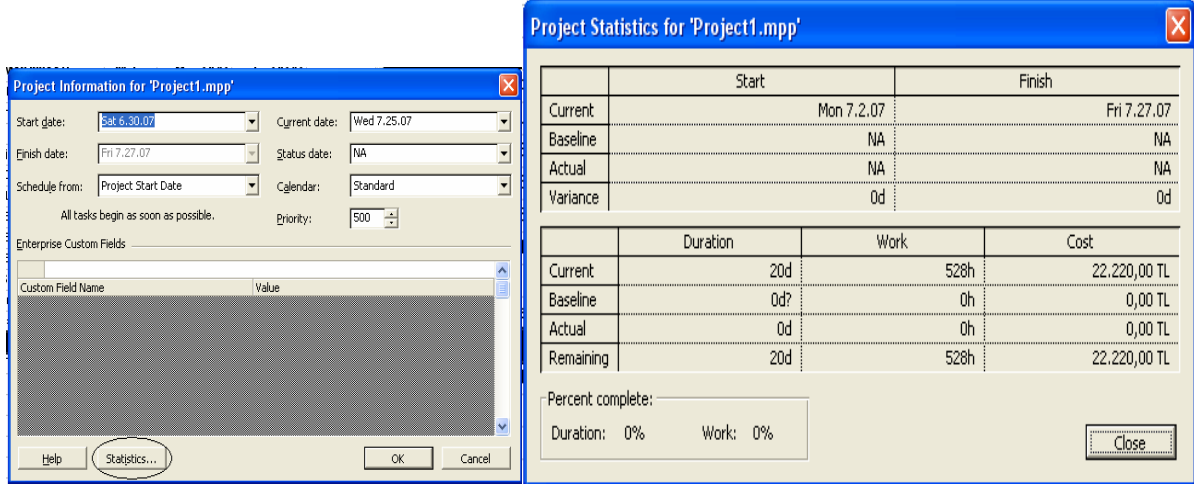 Project Information for 'Project1.mpp'
Start date: Sat 6.30.07 Current date: Wed 7.25.07
Finish date: Fri 7.27.07 Status date: NA
Schedule from: Project Start Date Calendar: Standard
All tasks begin as soon as possible. Priority: 500
Enterprise Custom Fields
Custom Field Name Value
Help Statistics... OK Cancel
Project Statistics for 'Project1.mpp'
Start Finish
Current Mon 7.2.07 Fri 7.27.07
Baseline NA NA
Actual NA NA
Variance 0d 0d
Duration Work Cost
Current 20d 528h 22.220,00 TL
Baseline 0d? 0h 0,00 TL
Actual 0d 0h 0,00 TL
Remaining 20d 528h 22.220,00 TL
Percent complete:
Duration: 0% Work: 0%
Close